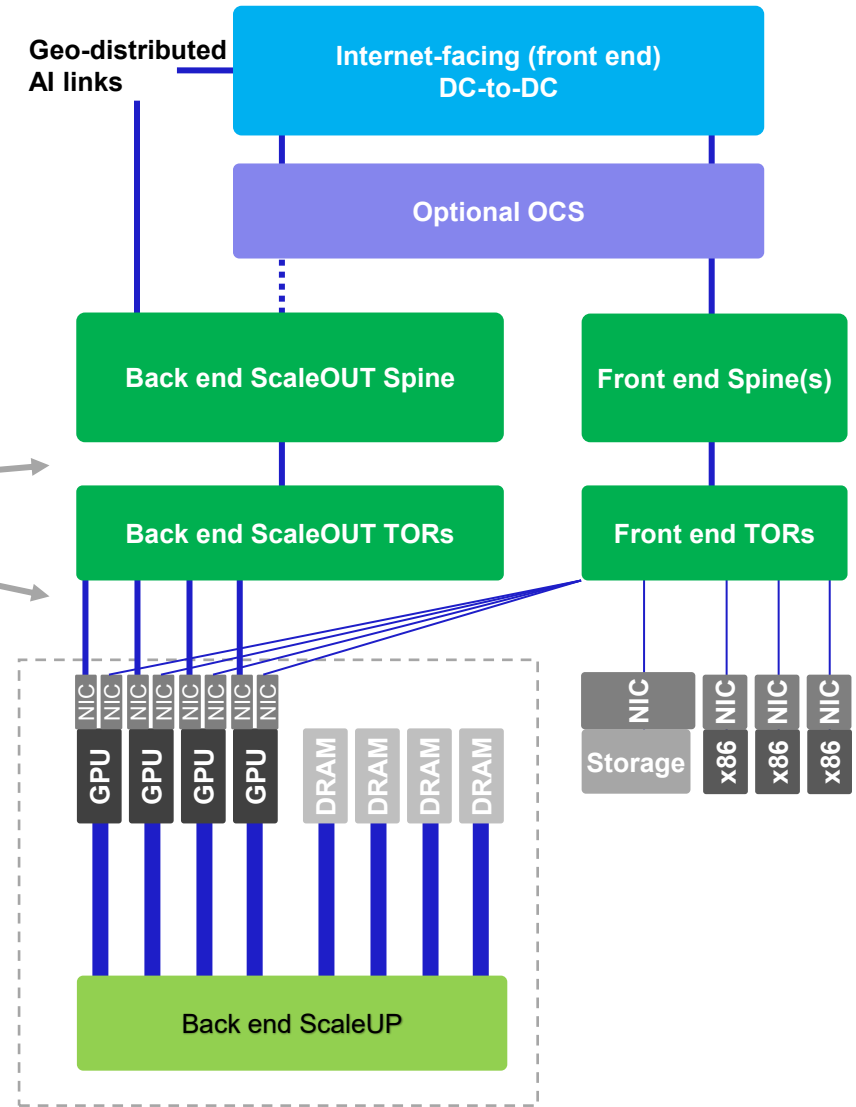 Geo-distributed
AI links
Internet-facing (front end)
DC-to-DC
Optional OCS
Back end ScaleOUT Spine
Front end Spine(s)
Back end ScaleOUT TORs
Front end TORs
NIC NIC NIC NIC NIC NIC NIC NIC
GPU GPU GPU GPU
DRAM DRAM DRAM DRAM
NIC NIC NIC NIC
Storage x86 x86 x86
Back end ScaleUP